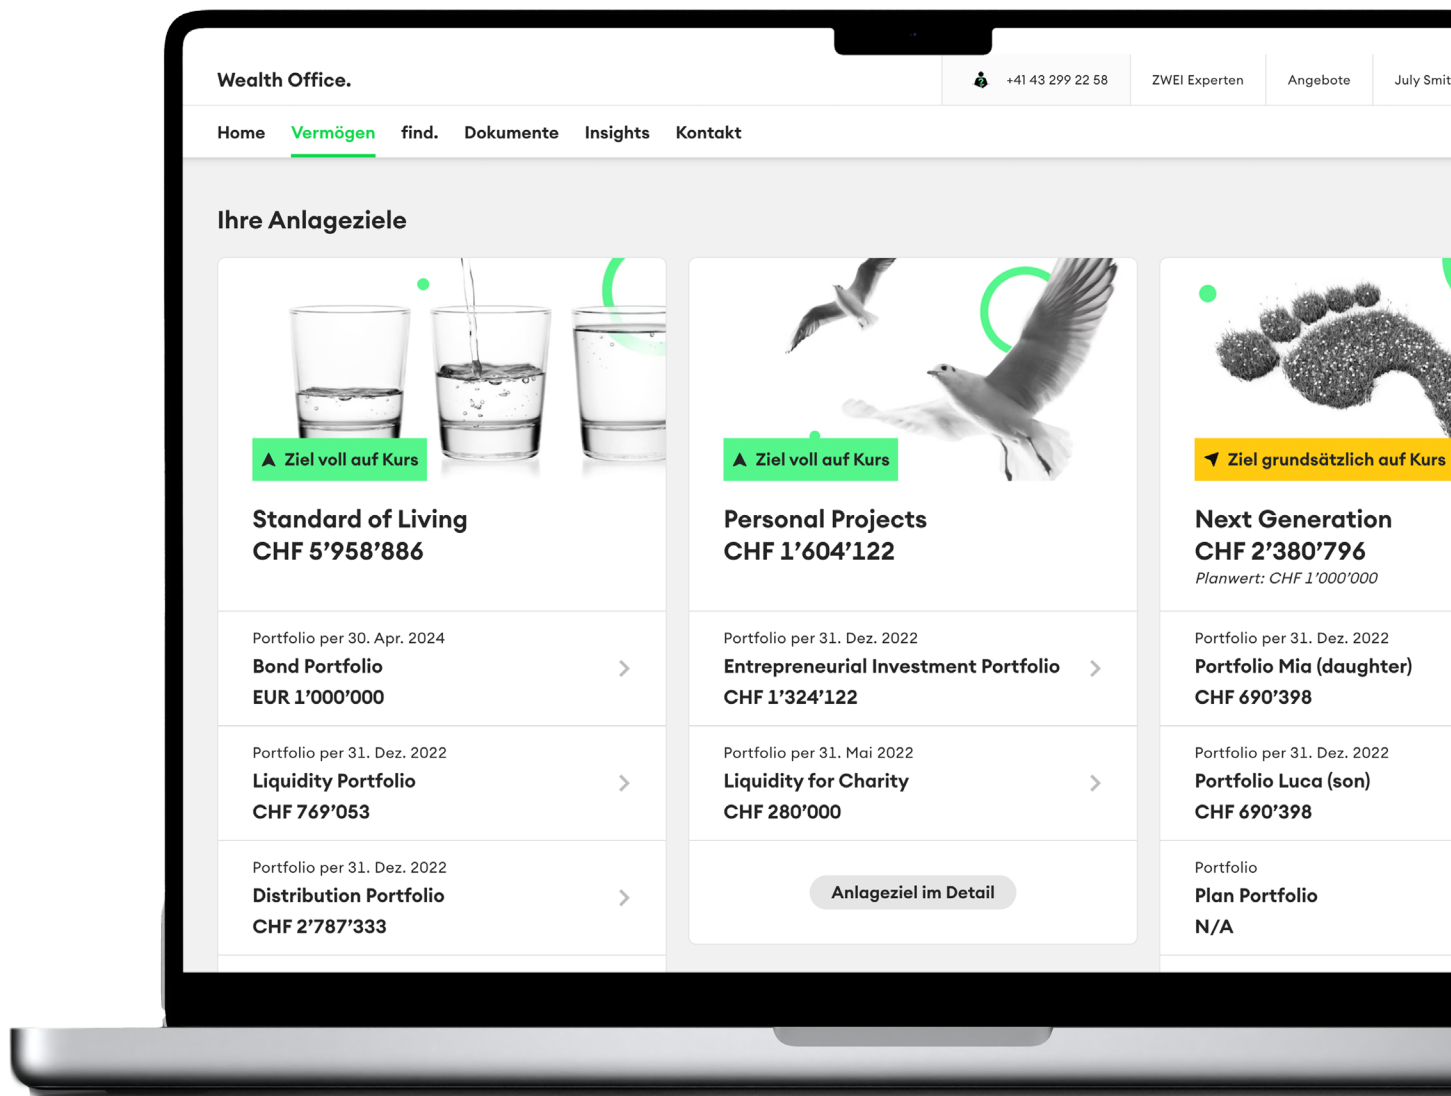 Wealth Office.
+41 43 299 22 58
ZWEI Experten
Angebote
July Smit
Home Vermögen find. Dokumente Insights Kontakt
Ihre Anlageziele
Ziel voll auf Kurs
Standard of Living
CHF 5’958’886
Portfolio per 30. Apr. 2024
Bond Portfolio
EUR 1’000’000
Portfolio per 31. Dez. 2022
Liquidity Portfolio
CHF 769’053
Portfolio per 31. Dez. 2022
Distribution Portfolio
CHF 2’787’333
Ziel voll auf Kurs
Personal Projects
CHF 1’604’122
Portfolio per 31. Dez. 2022
Entrepreneurial Investment Portfolio
CHF 1’324’122
Portfolio per 31. Mai 2022
Liquidity for Charity
CHF 280’000
Anlageziel im Detail
Ziel grundsätzlich auf Kurs
Next Generation
CHF 2’380’796
Planwert: CHF 1’000’000
Portfolio per 31. Dez. 2022
Portfolio Mia (daughter)
CHF 690’398
Portfolio per 31. Dez. 2022
Portfolio Luca (son)
CHF 690’398
Portfolio
Plan Portfolio
N/A